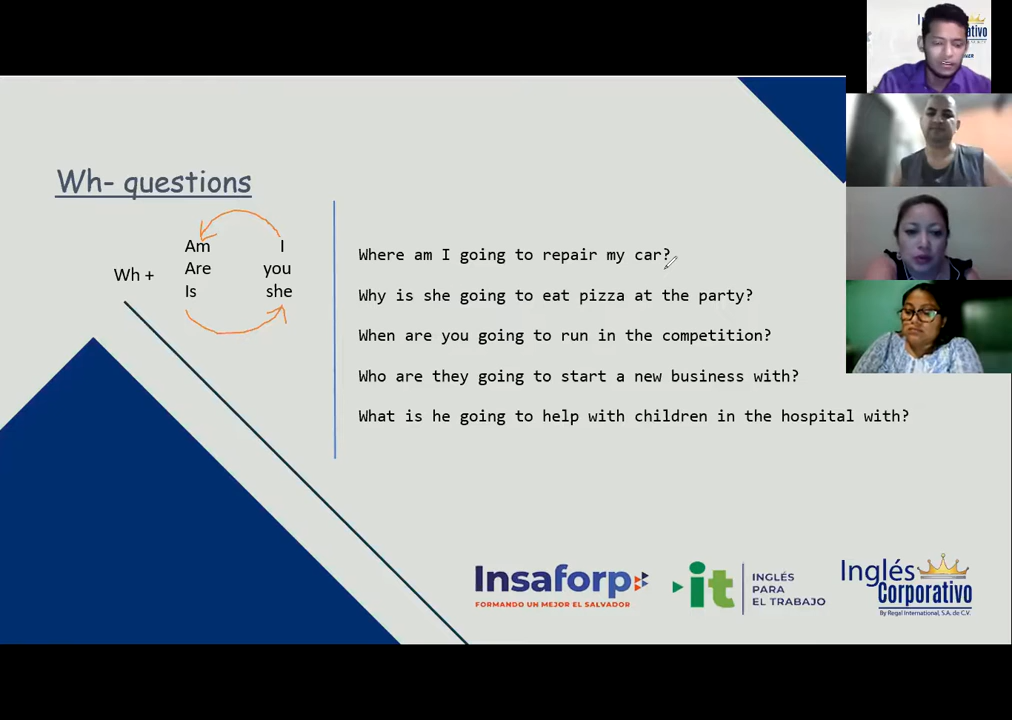 ativo
Wh- questions
Wh +
Am I
Are you
Is she
Where am I going to repair my car?
Why is she going to eat pizza at the party?
When are you going to run in the competition?
Who are they going to start a new business with?
What is he going to help with children in the hospital with?
Insaforp
FORMANDO UN MEJOR EL SALVADOR
it
INGLÉS
PARA
EL TRABAJO
Inglés
Corporativo
By Regal International, S.A. de C.V.